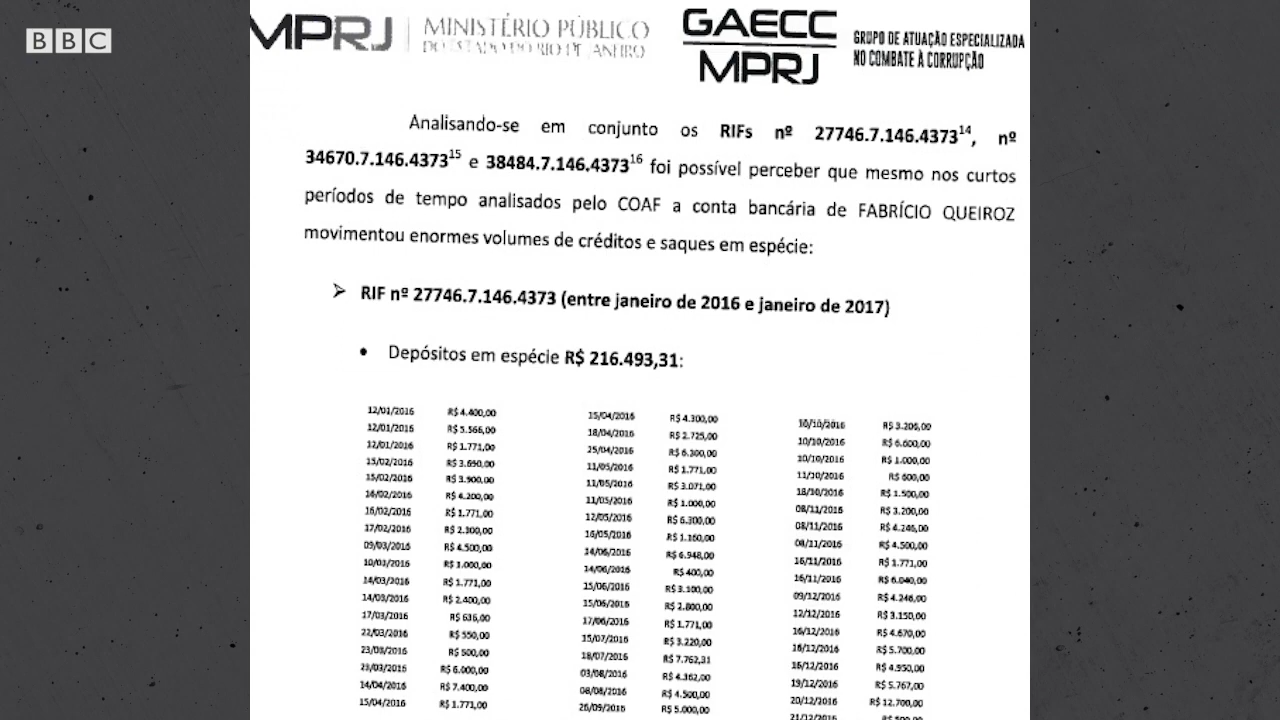 BBC
MPRJ MINISTÉRIO PÚBLICO
DO ESTADO DO RIO DE JANEIRO
GAECC
MPRJ
GRUPO DE ATUAÇÃO ESPECIALIZADA
NO COMBATE À CORRUPÇÃO
Analisando-se em conjunto os RIFs nº 27746.7.146.4373¹⁴, nº
34670.7.146.4373¹⁵ e 38484.7.146.4373¹⁶ foi possível perceber que mesmo nos curtos
períodos de tempo analisados pelo COAF a conta bancária de FABRÍCIO QUEIROZ
movimentou enormes volumes de créditos e saques em espécie:
➢ RIF nº 27746.7.146.4373 (entre janeiro de 2016 e janeiro de 2017)
• Depósitos em espécie R$ 216.493,31:
12/01/2016 R$ 4.400,00
12/01/2016 R$ 5.566,00
12/01/2016 R$ 1.771,00
15/02/2016 R$ 3.690,00
15/02/2016 R$ 3.900,00
16/02/2016 R$ 4.200,00
16/02/2016 R$ 1.771,00
17/02/2016 R$ 2.300,00
09/03/2016 R$ 4.500,00
10/03/2016 R$ 1.000,00
14/03/2016 R$ 1.771,00
14/03/2016 R$ 2.400,00
17/03/2016 R$ 636,00
22/03/2016 R$ 550,00
23/03/2016 R$ 500,00
29/03/2016 R$ 6.000,00
14/04/2016 R$ 7.400,00
15/04/2016 R$ 1.771,00
15/04/2016 R$ 4.300,00
18/04/2016 R$ 2.725,00
25/04/2016 R$ 6.300,00
11/05/2016 R$ 1.771,00
11/05/2016 R$ 3.071,00
11/05/2016 R$ 1.000,00
12/05/2016 R$ 6.300,00
16/05/2016 R$ 1.160,00
14/06/2016 R$ 6.948,00
14/06/2016 R$ 400,00
15/06/2016 R$ 3.100,00
15/06/2016 R$ 2.800,00
17/06/2016 R$ 1.771,00
15/07/2016 R$ 3.220,00
18/07/2016 R$ 7.762,31
03/08/2016 R$ 4.362,00
08/08/2016 R$ 4.500,00
26/09/2016 R$ 5.000,00
10/10/2016 R$ 3.205,00
10/10/2016 R$ 6.600,00
10/10/2016 R$ 1.000,00
11/10/2016 R$ 600,00
18/10/2016 R$ 1.500,00
08/11/2016 R$ 3.200,00
08/11/2016 R$ 4.246,00
08/11/2016 R$ 4.500,00
16/11/2016 R$ 1.771,00
16/11/2016 R$ 6.040,00
09/12/2016 R$ 4.246,00
12/12/2016 R$ 3.150,00
16/12/2016 R$ 4.670,00
16/12/2016 R$ 5.700,00
16/12/2016 R$ 4.950,00
19/12/2016 R$ 5.767,00
20/12/2016 R$ 12.700,00
21/12/2016